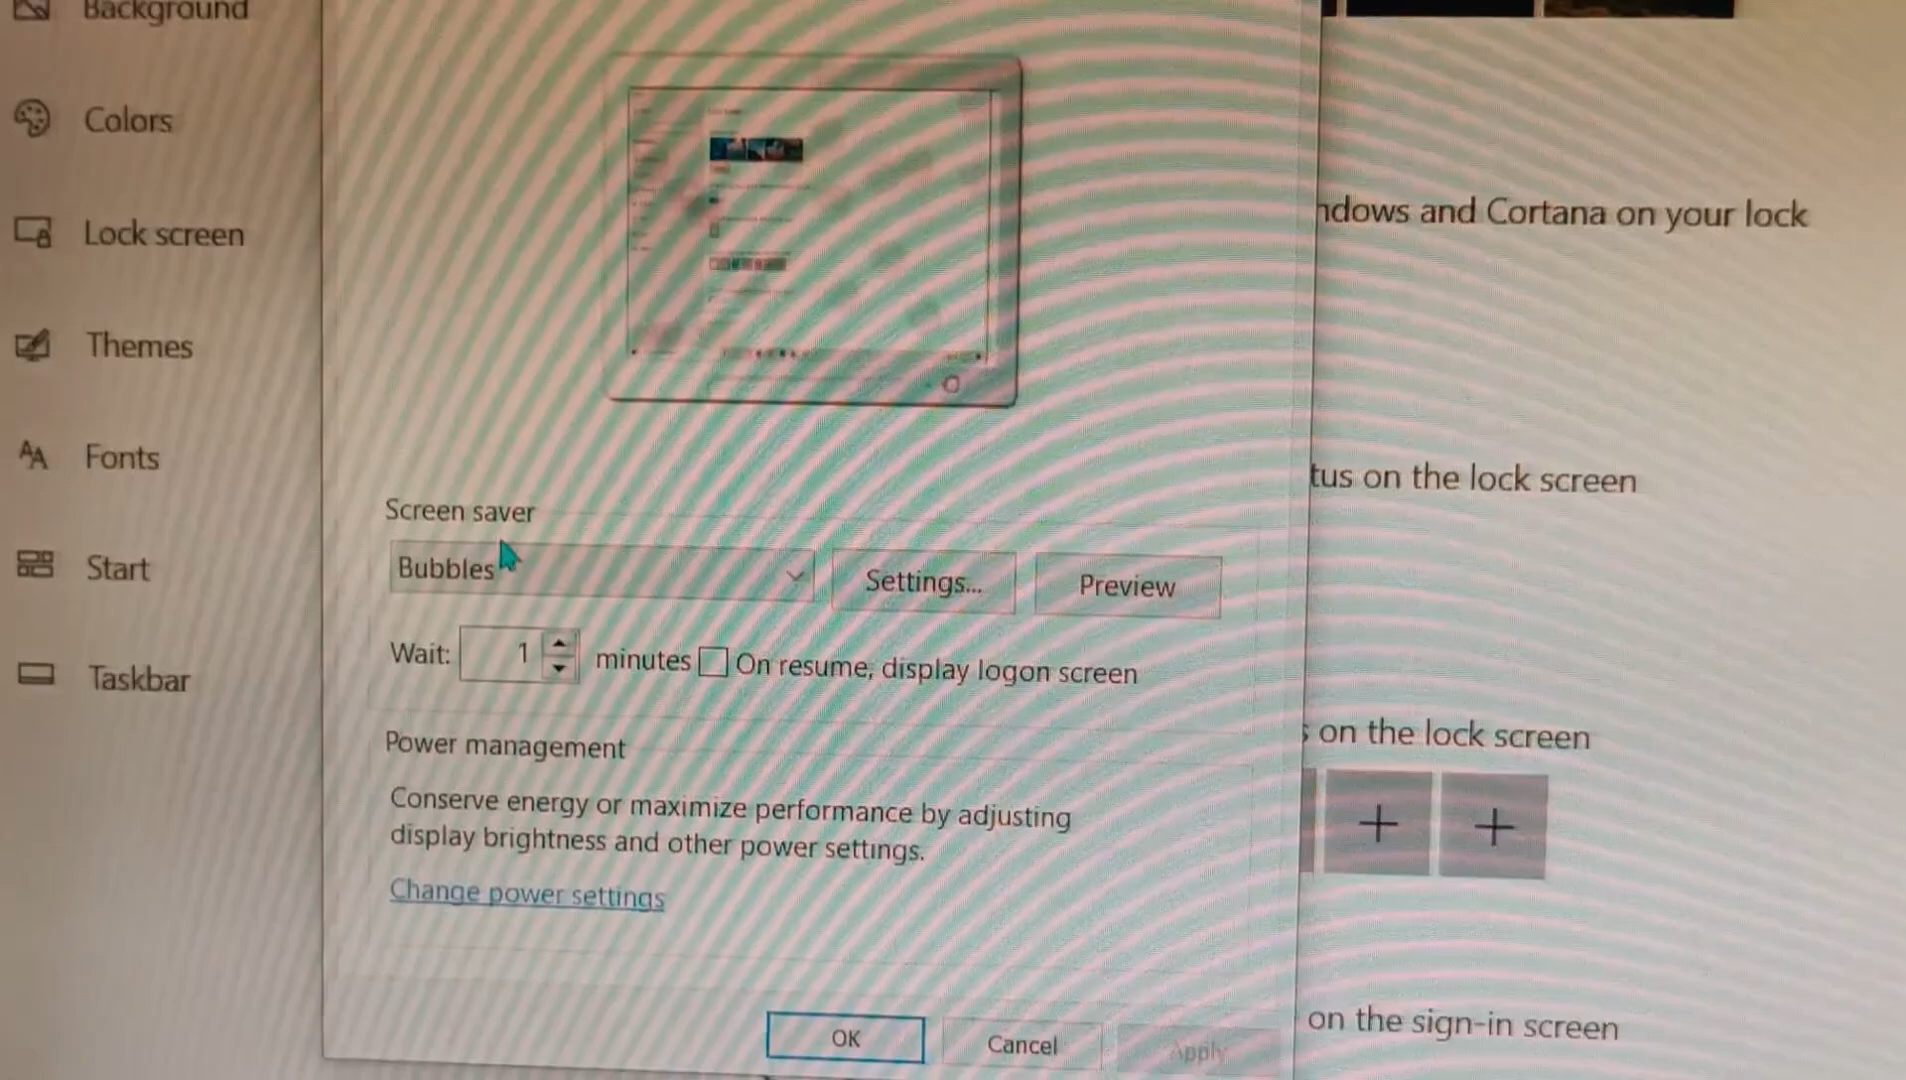 Background
Colors
Lock screen
Themes
Fonts
Start
Taskbar
Screen saver
Bubbles
Settings...
Preview
Wait: 1 minutes On resume, display logon screen
Power management
Conserve energy or maximize performance by adjusting
display brightness and other power settings.
Change power settings
OK
Cancel
Apply
ndows and Cortana on your lock
tus on the lock screen
s on the lock screen
on the sign-in screen